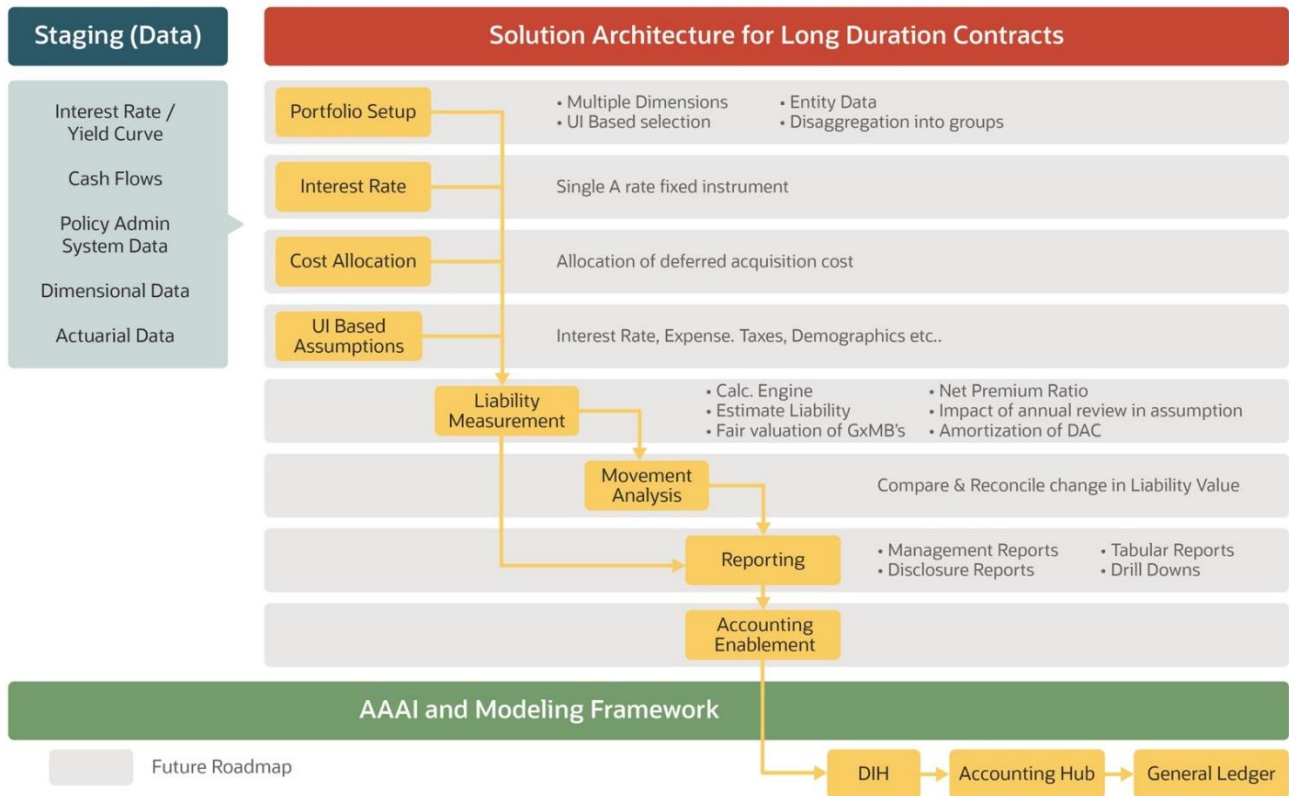 Staging (Data)
Solution Architecture for Long Duration Contracts
Interest Rate /
Yield Curve
Cash Flows
Policy Admin
System Data
Dimensional Data
Actuarial Data
Portfolio Setup
• Multiple Dimensions
• UI Based selection
• Entity Data
• Disaggregation into groups
Interest Rate
Single A rate fixed instrument
Cost Allocation
Allocation of deferred acquisition cost
UI Based
Assumptions
Interest Rate, Expense. Taxes, Demographics etc..
Liability
Measurement
• Calc. Engine
• Estimate Liability
• Fair valuation of GxMB's
• Net Premium Ratio
• Impact of annual review in assumption
• Amortization of DAC
Movement
Analysis
Compare & Reconcile change in Liability Value
Reporting
• Management Reports
• Disclosure Reports
• Tabular Reports
• Drill Downs
Accounting
Enablement
AAAI and Modeling Framework
Future Roadmap
DIH
Accounting Hub
General Ledger